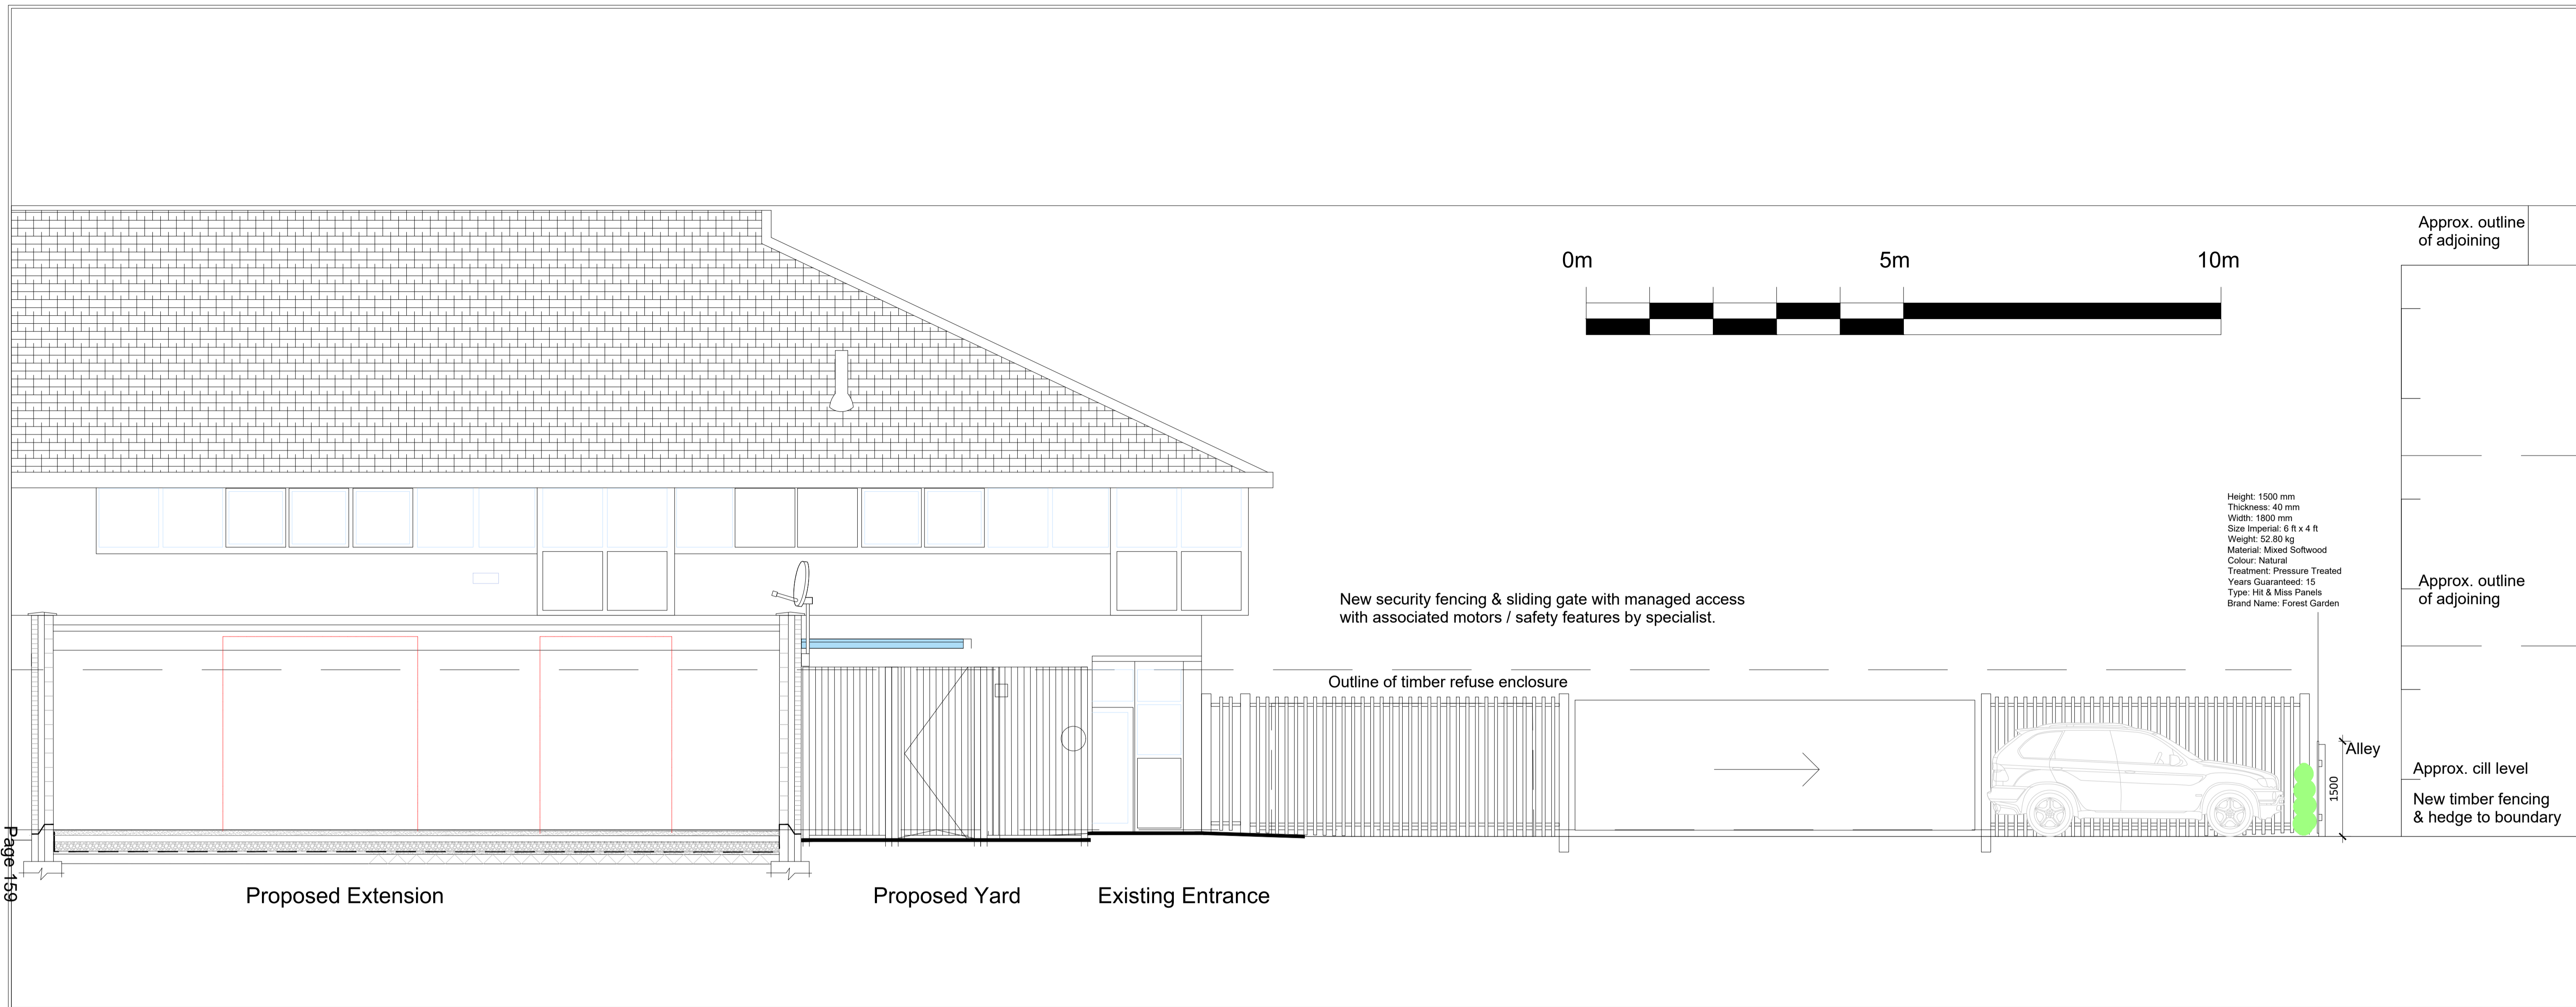 Approx. outline
of adjoining
0m
5m
10m
Height: 1500 mm
Thickness: 40 mm
Width: 1800 mm
Size Imperial: 6 ft x 4 ft
Weight: 52.80 kg
Material: Mixed Softwood
Colour: Natural
Treatment: Pressure Treated
Years Guaranteed: 15
Type: Hit & Miss Panels
Brand Name: Forest Garden
Approx. outline
of adjoining
New security fencing & sliding gate with managed access
with associated motors / safety features by specialist.
Outline of timber refuse enclosure
Alley
1500
Approx. cill level
New timber fencing
& hedge to boundary
Proposed Extension
Proposed Yard
Existing Entrance
Page 159